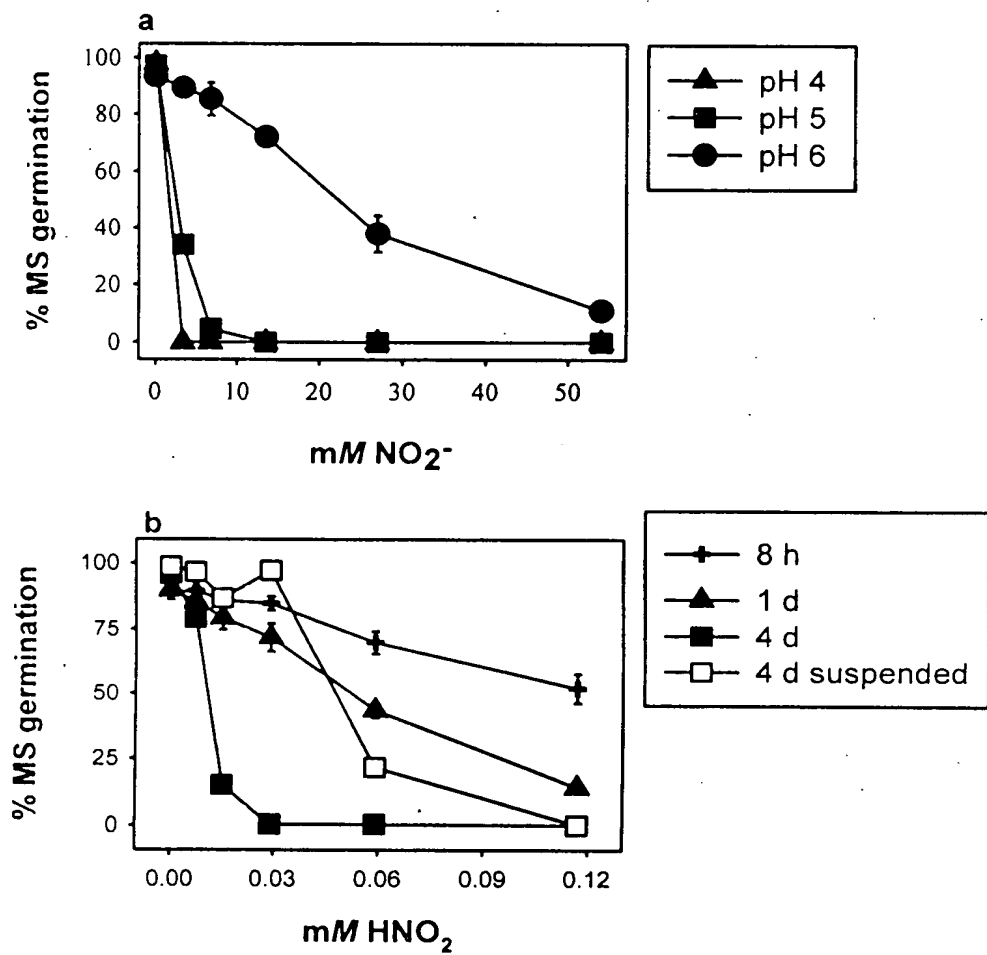 a
% MS germination
100
80
60
40
20
0
0 10 20 30 40 50
mM NO₂⁻
pH 4
pH 5
pH 6
b
% MS germination
100
75
50
25
0
0.00 0.03 0.06 0.09 0.12
mM HNO₂
8 h
1 d
4 d
4 d suspended